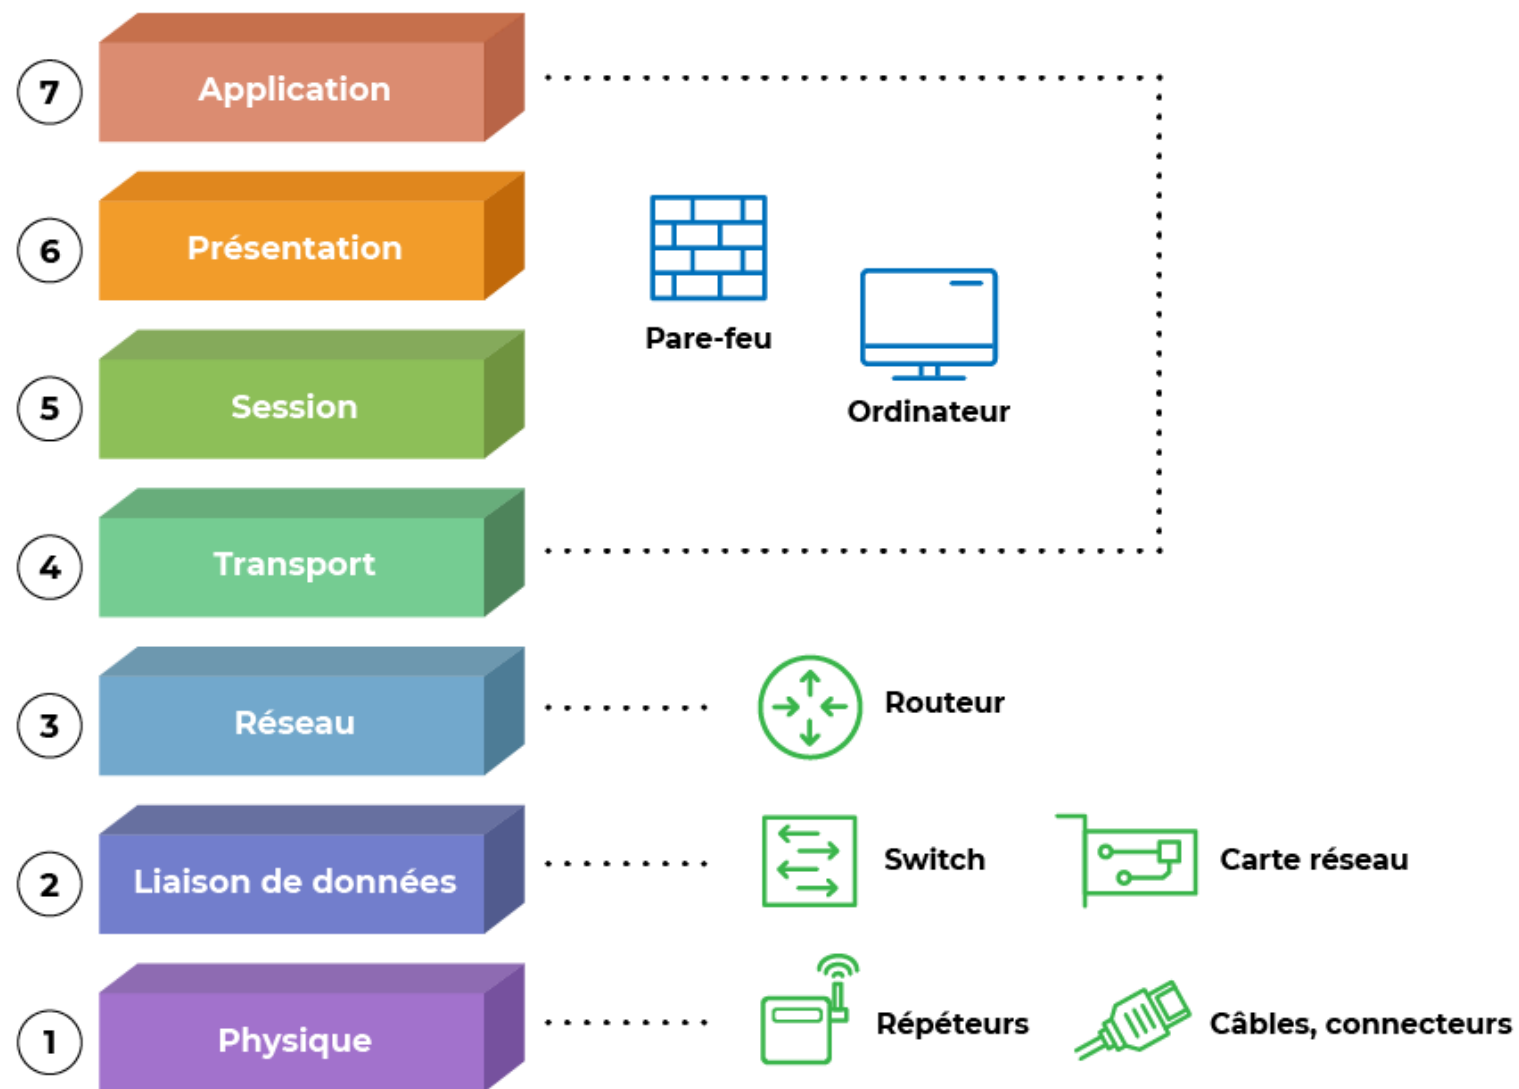 7
Application
6
Présentation
Pare-feu
Ordinateur
5
Session
4
Transport
3
Réseau
Routeur
2
Liaison de données
Switch
Carte réseau
1
Physique
Répéteurs
Câbles, connecteurs